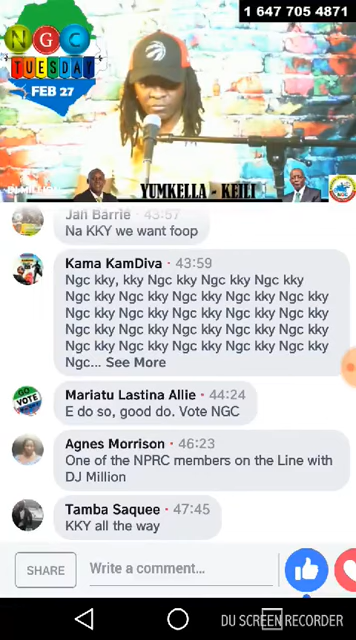 1 647 705 4871
NGC
TUESDAY
FEB 27
YUMKELLA - KEILI
NGC
Jan Barrie · 43:57
Na KKY we want foop
Kama KamDiva · 43:59
Ngc kky, kky Ngc kky Ngc kky Ngc kky
Ngc kky Ngc kky Ngc kky Ngc kky Ngc kky
Ngc kky Ngc kky Ngc kky Ngc kky Ngc kky
Ngc kky Ngc kky Ngc kky Ngc kky Ngc kky
Ngc kky Ngc kky Ngc kky Ngc kky Ngc kky
Ngc... See More
GO
VOTE
Mariatu Lastina Allie · 44:24
E do so, good do. Vote NGC
Agnes Morrison · 46:23
One of the NPRC members on the Line with
DJ Million
Tamba Saquee · 47:45
KKY all the way
SHARE
Write a comment...
DU SCREEN RECORDER